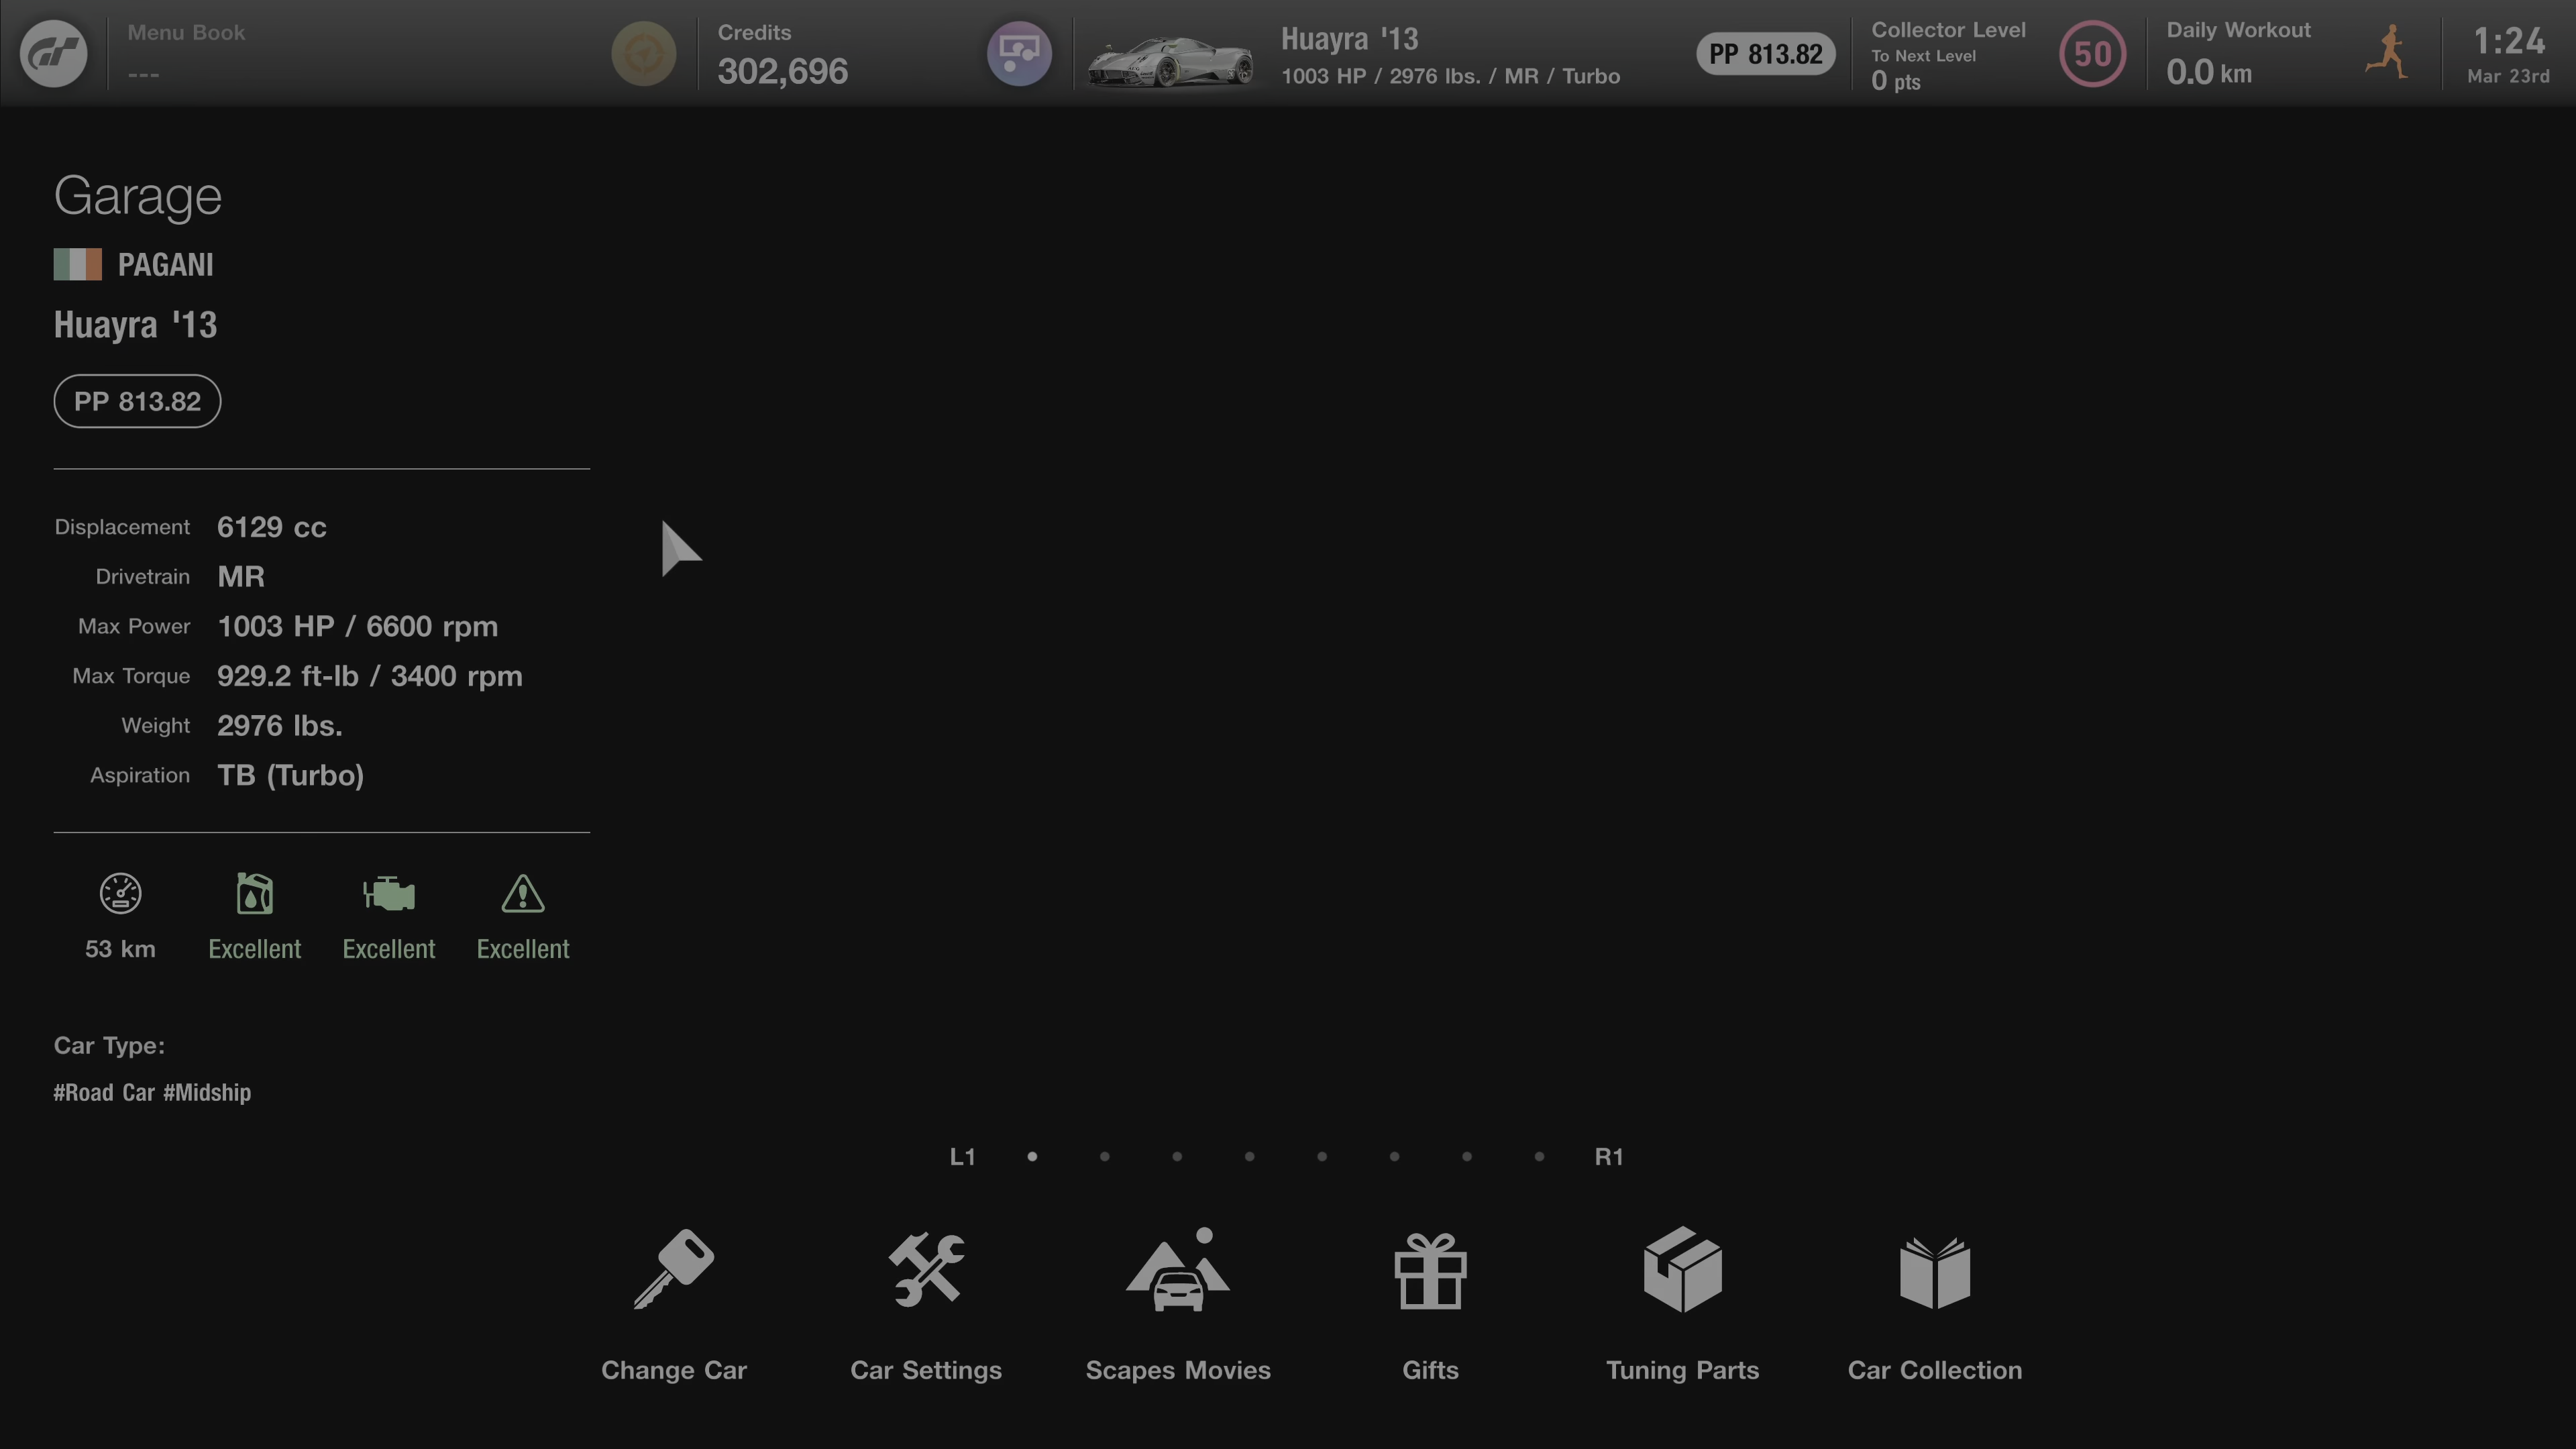 Menu Book
---
Credits
302,696
Huayra '13
1003 HP / 2976 lbs. / MR / Turbo
PP 813.82
Collector Level
To Next Level
0 pts
50
Daily Workout
0.0 km
1:24
Mar 23rd
Garage
PAGANI
Huayra '13
PP 813.82
Displacement 6129 cc
Drivetrain MR
Max Power 1003 HP / 6600 rpm
Max Torque 929.2 ft-lb / 3400 rpm
Weight 2976 lbs.
Aspiration TB (Turbo)
53 km Excellent Excellent Excellent
Car Type:
#Road Car #Midship
L1 R1
Change Car Car Settings Scapes Movies Gifts Tuning Parts Car Collection